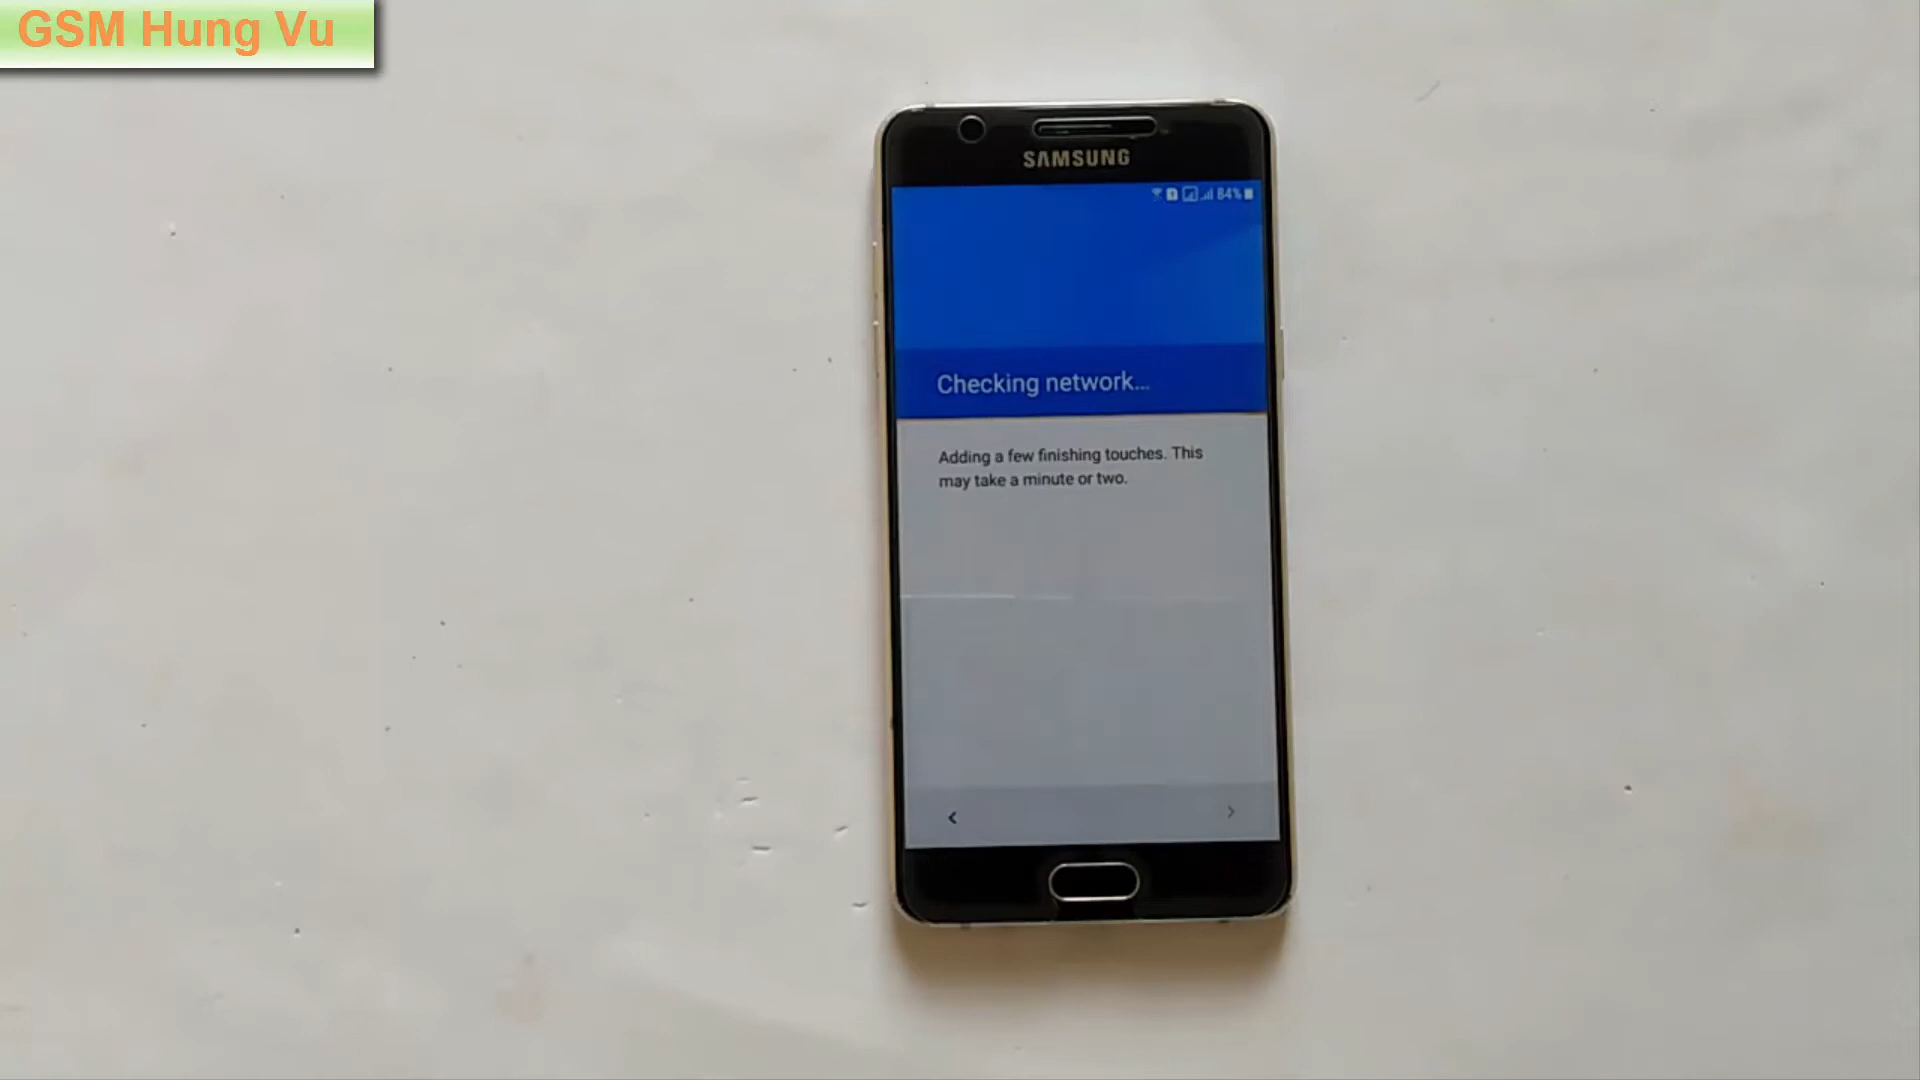 GSM Hung Vu
SAMSUNG
84%
Checking network...
Adding a few finishing touches. This
may take a minute or two.